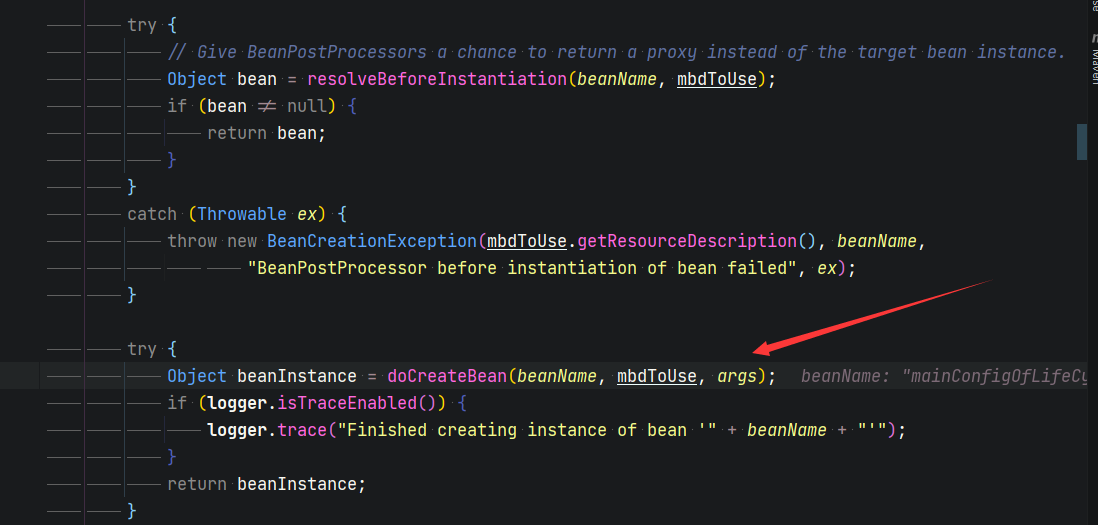 try {
// Give BeanPostProcessors a chance to return a proxy instead of the target bean instance.
Object bean = resolveBeforeInstantiation(beanName, mbdToUse);
if (bean ≠ null) {
return bean;
}
}
catch (Throwable ex) {
throw new BeanCreationException(mbdToUse.getResourceDescription(), beanName,
"BeanPostProcessor before instantiation of bean failed", ex);
}
try {
Object beanInstance = doCreateBean(beanName, mbdToUse, args); beanName: "mainConfigOfLifeCy
if (logger.isTraceEnabled()) {
logger.trace("Finished creating instance of bean '" + beanName + "'");
}
return beanInstance;
}
Maven